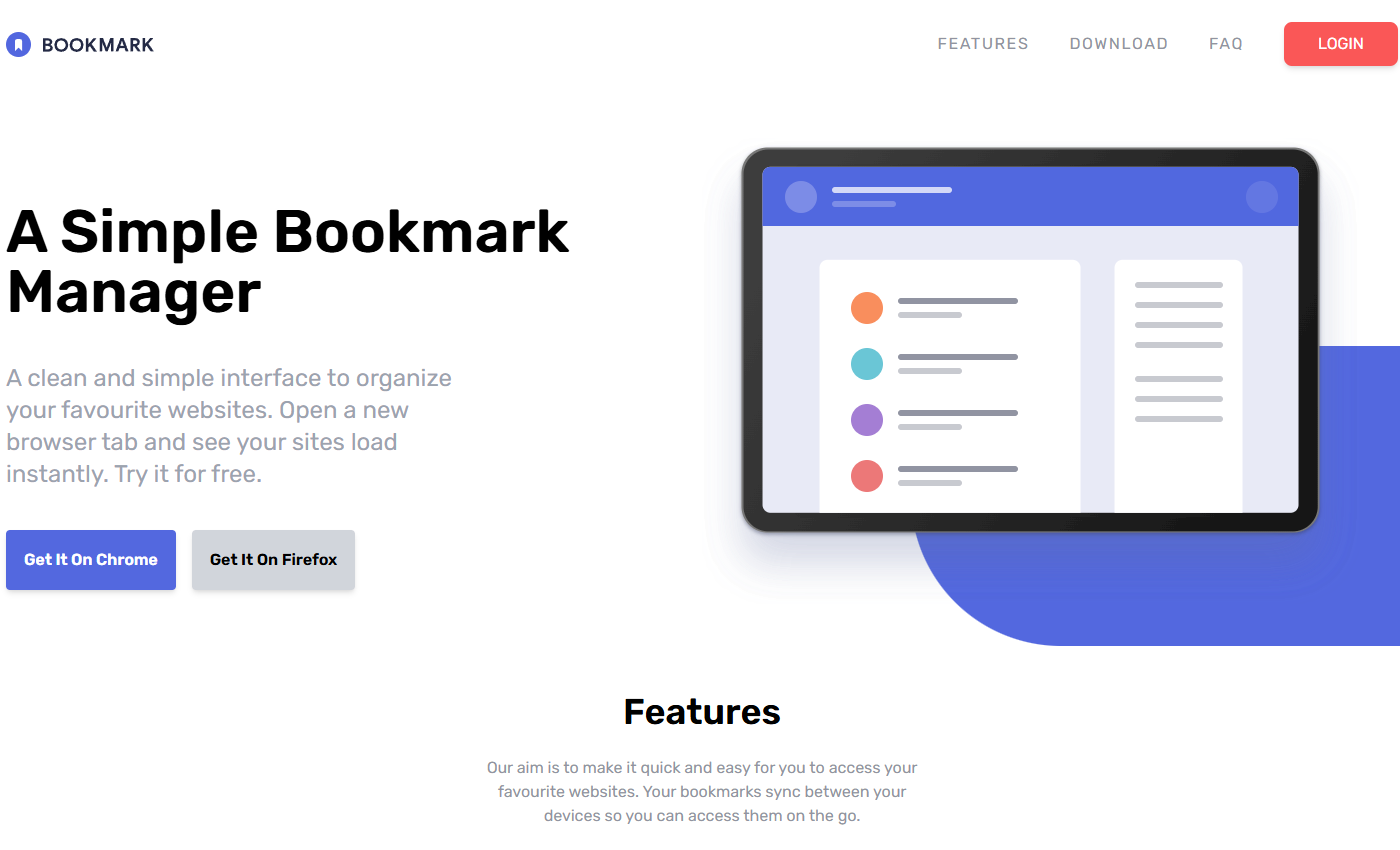 BOOKMARK
FEATURES
DOWNLOAD
FAQ
LOGIN
A Simple Bookmark
Manager
A clean and simple interface to organize
your favourite websites. Open a new
browser tab and see your sites load
instantly. Try it for free.
Get It On Chrome
Get It On Firefox
Features
Our aim is to make it quick and easy for you to access your
favourite websites. Your bookmarks sync between your
devices so you can access them on the go.